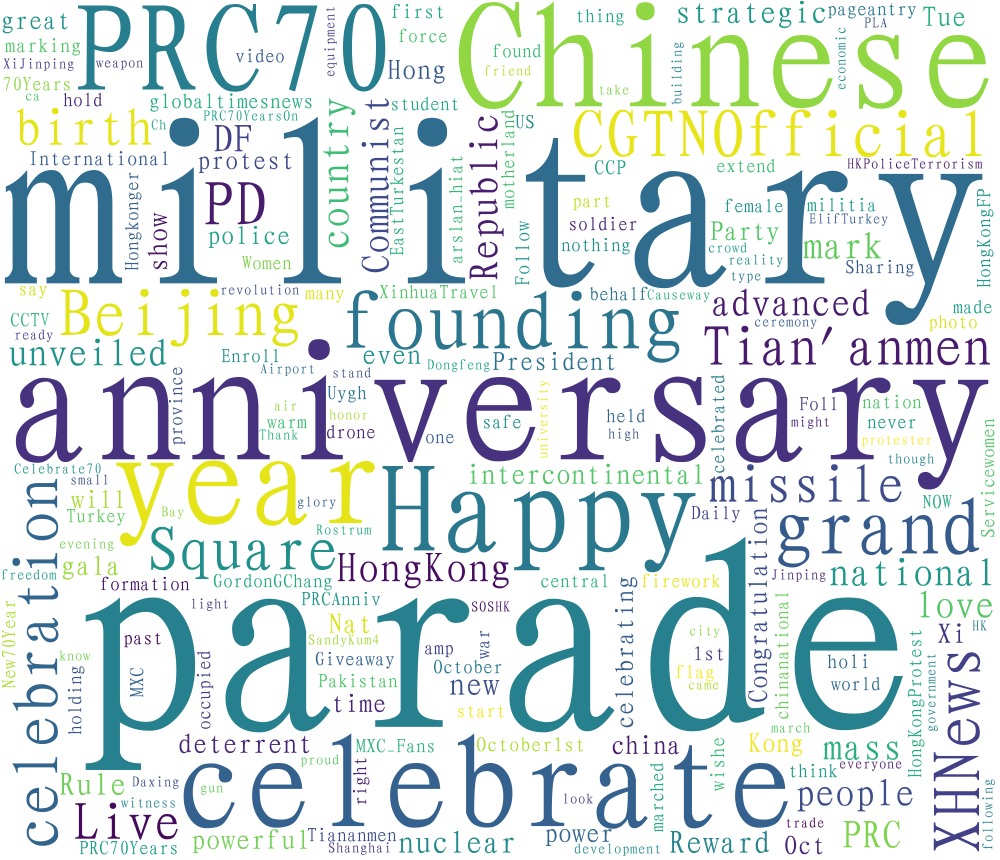 great
PRC70
video
equipment
first
force
Chinese
strategic
pageantry
PLA
Tue
marking
XiJinping
weapon
Hong
found
friend
thing
building
take
economic
70Years
ca
hold
globaltimesnews
PRC70YearsOn
Ch
student
motherland
US
birth
DF
country
Communist
EastTurkestan
arslan_hiat
Republic
CGTNOfficial
International
protest
CCP
extend
HKPoliceTerrorism
military
Hongkonger
show
PD
police
Women
Follow
part
soldier
nothing
female
Party
crowd
reality
type
militia
ElifTurkey
mark
Sharing
HongKongFP
say
revolution
many
XinhuaTravel
behalf
Causeway
advanced
ceremony
made
photo
CCTV
ready
Beijing
founding
Tian'anmen
unveiled
Enroll
Airport
even
Dongfeng
President
anniversary
province
stand
Uygh
air
warm
honor
Thank
drone
one
safe
university
held
high
celebrated
Foll
might
nation
never
protester
though
Servicewomen
Celebrate70
small
will
Turkey
year
Bay
glory
Rostrum
Happy
intercontinental
missile
Daily
NOW
grand
celebration
evening
gala
freedom
Square
formation
GordonGChang
HongKong
central
firework
Congratulation
Jinping
national
New70Year
light
PRCAnniv
SOSHK
love
parade
past
know
holding
MXC
occupied
Nat
SandyKum4
Giveaway
Pakistan
time
amp
war
October
new
start
celebrating
city
1st
flag
came
chinanational
march
holi
world
Xi
HK
HongKongProtest
government
XHNews
deterrent
MXC_Fans
October1st
china
wishe
Kong
mass
Rule
Daxing
witness
gun
proud
right
celebrate
look
marched
think
everyone
people
following
Live
PRC70Years
powerful
Tiananmen
Shanghai
nuclear
power
development
Reward
trade
Oct
PRC